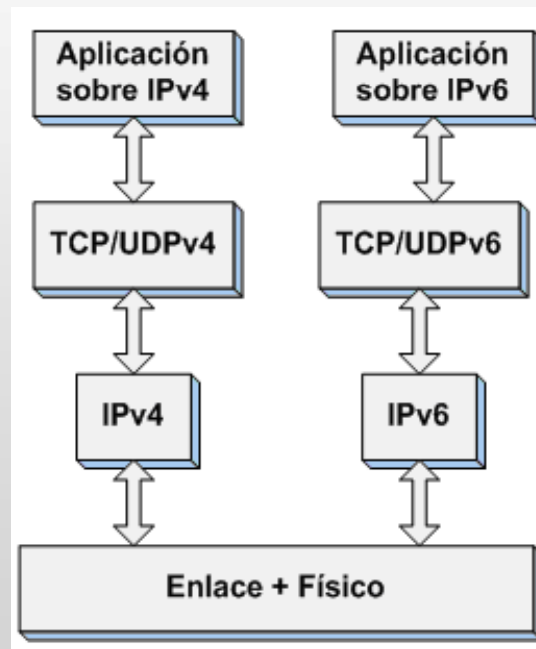 Aplicación
sobre IPv4
Aplicación
sobre IPv6
TCP/UDPv4
TCP/UDPv6
IPv4
IPv6
Enlace + Físico